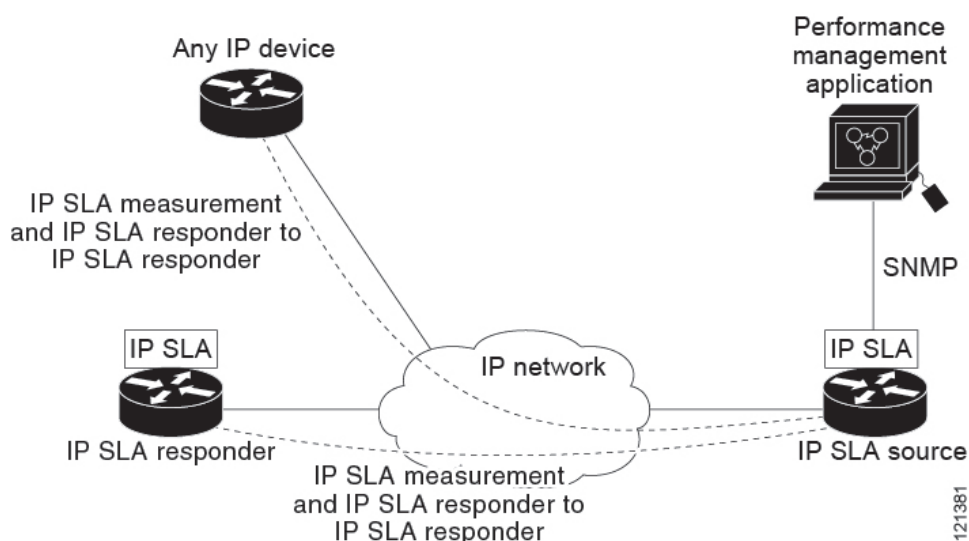 Any IP device
Performance
management
application
IP SLA measurement
and IP SLA responder to
IP SLA responder
SNMP
IP SLA
IP network
IP SLA
IP SLA responder
IP SLA source
IP SLA measurement
and IP SLA responder to
IP SLA responder
121381